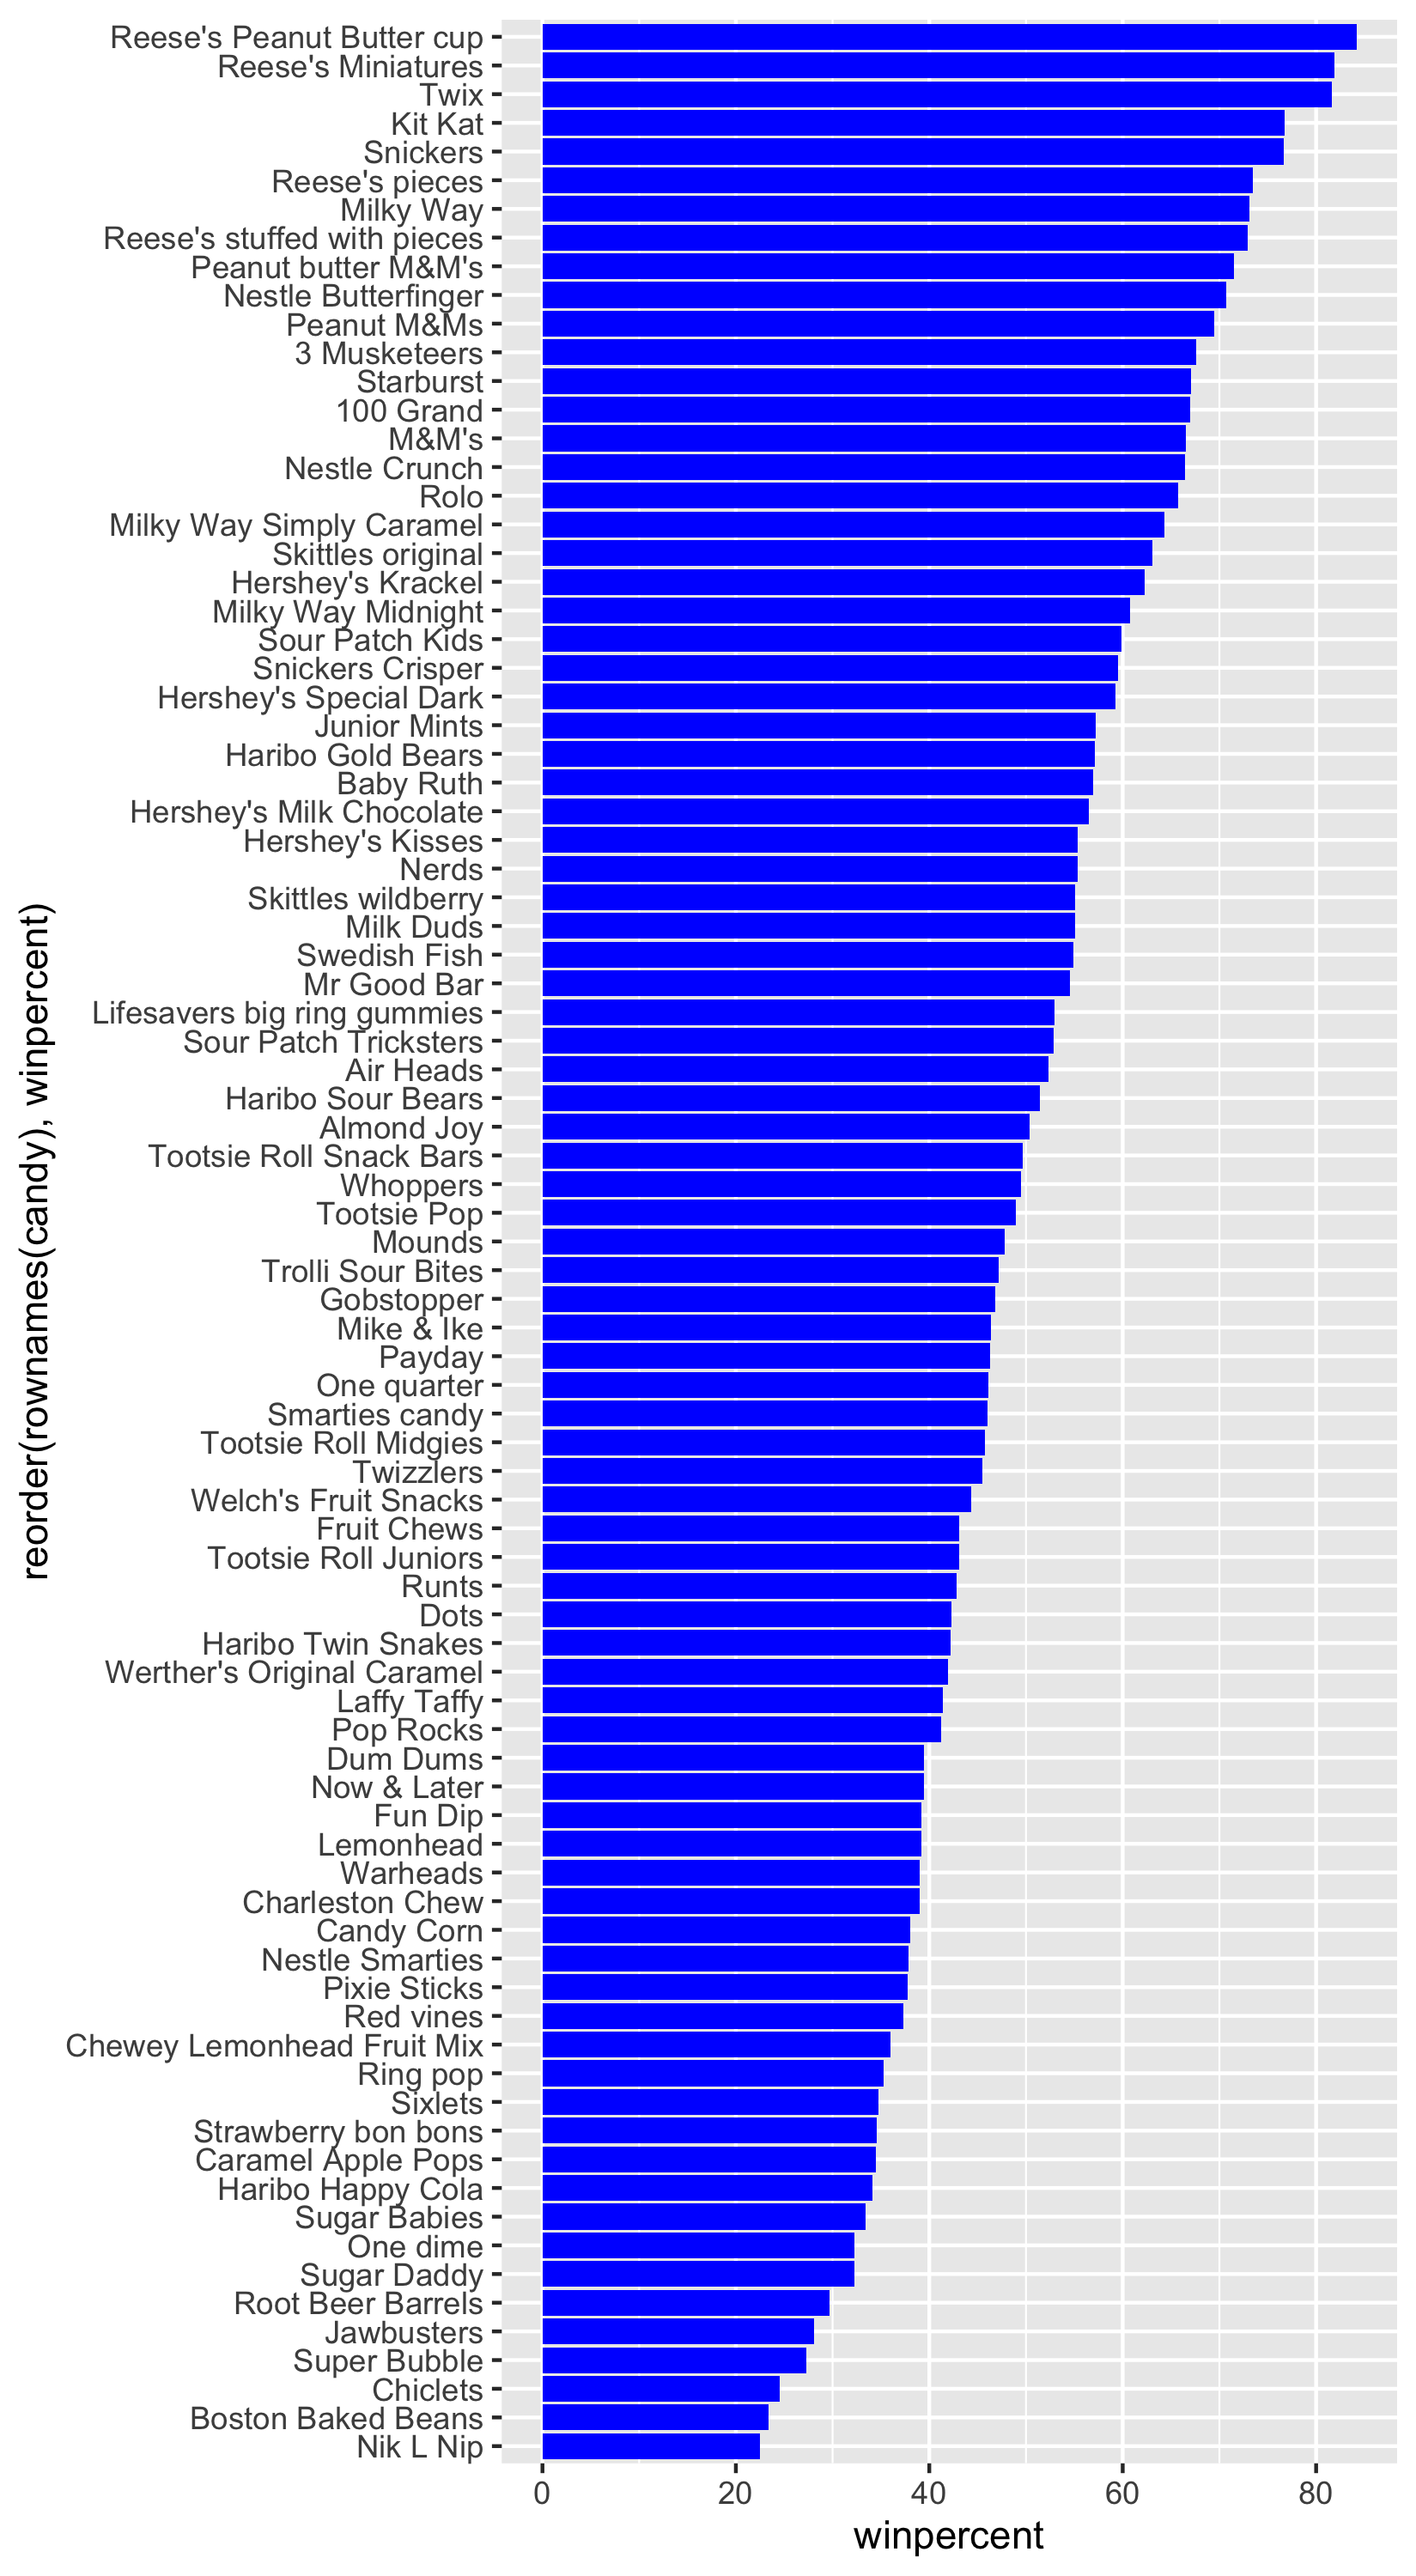 Reese's Peanut Butter cup
Reese's Miniatures
Twix
Kit Kat
Snickers
Reese's pieces
Milky Way
Reese's stuffed with pieces
Peanut butter M&M's
Nestle Butterfinger
Peanut M&Ms
3 Musketeers
Starburst
100 Grand
M&M's
Nestle Crunch
Rolo
Milky Way Simply Caramel
Skittles original
Hershey's Krackel
Milky Way Midnight
Sour Patch Kids
Snickers Crisper
Hershey's Special Dark
Junior Mints
Haribo Gold Bears
Baby Ruth
Hershey's Milk Chocolate
Hershey's Kisses
Nerds
Skittles wildberry
Milk Duds
Swedish Fish
Mr Good Bar
Lifesavers big ring gummies
Sour Patch Tricksters
Air Heads
Haribo Sour Bears
Almond Joy
Tootsie Roll Snack Bars
Whoppers
Tootsie Pop
Mounds
Trolli Sour Bites
Gobstopper
Mike & Ike
Payday
One quarter
Smarties candy
Tootsie Roll Midgies
Twizzlers
Welch's Fruit Snacks
Fruit Chews
Tootsie Roll Juniors
Runts
Dots
Haribo Twin Snakes
Werther's Original Caramel
Laffy Taffy
Pop Rocks
Dum Dums
Now & Later
Fun Dip
Lemonhead
Warheads
Charleston Chew
Candy Corn
Nestle Smarties
Pixie Sticks
Red vines
Chewey Lemonhead Fruit Mix
Ring pop
Sixlets
Strawberry bon bons
Caramel Apple Pops
Haribo Happy Cola
Sugar Babies
One dime
Sugar Daddy
Root Beer Barrels
Jawbusters
Super Bubble
Chiclets
Boston Baked Beans
Nik L Nip
reorder(rownames(candy), winpercent)
0 20 40 60 80
winpercent